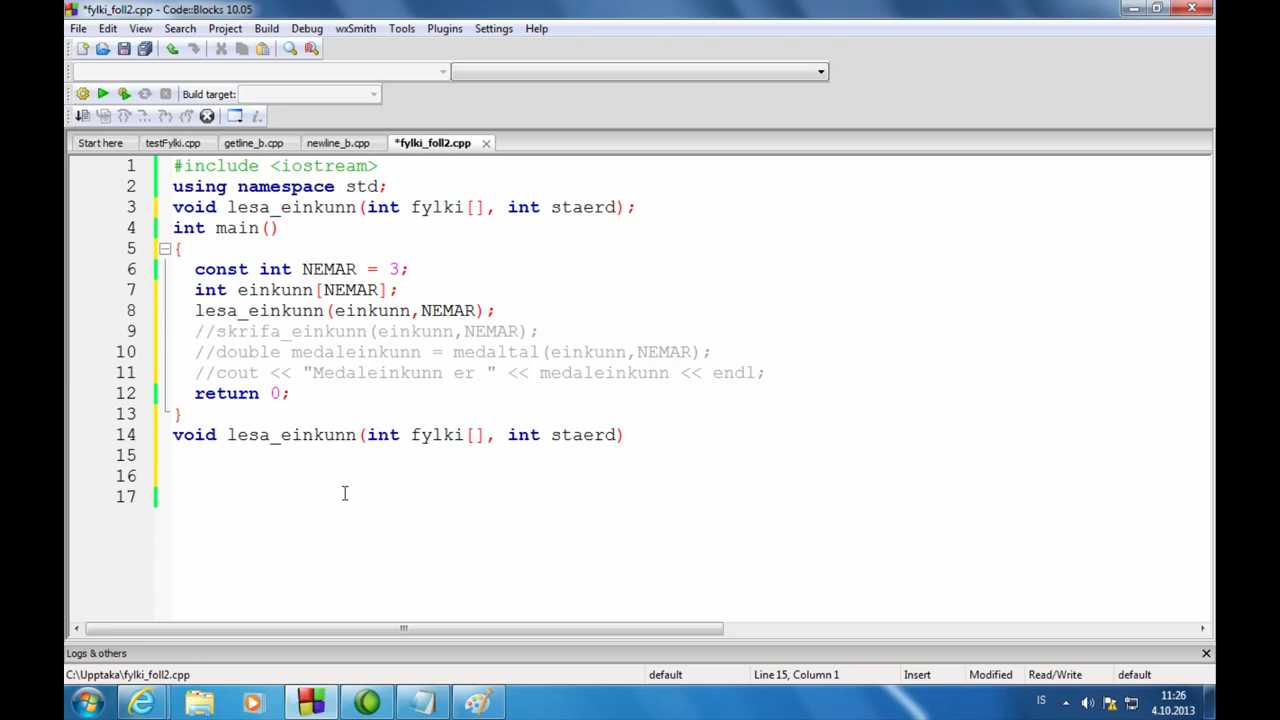 *fylki_foll2.cpp - Code::Blocks 10.05
File Edit View Search Project Build Debug wxSmith Tools Plugins Settings Help
Build target:
Start here testFylki.cpp getline_b.cpp newline_b.cpp *fylki_foll2.cpp
1 #include <iostream>
2 using namespace std;
3 void lesa_einkunn(int fylki[], int staerd);
4 int main()
5 {
6 const int NEMAR = 3;
7 int einkunn[NEMAR];
8 lesa_einkunn(einkunn,NEMAR);
9 //skrifa_einkunn(einkunn,NEMAR);
10 //double medaleinkunn = medaltal(einkunn,NEMAR);
11 //cout << "Medaleinkunn er " << medaleinkunn << endl;
12 return 0;
13 }
14 void lesa_einkunn(int fylki[], int staerd)
15
16
17
Logs & others
C:\Upptaka\fylki_foll2.cpp default Line 15, Column 1 Insert Modified Read/Write default
IS 11:26
4.10.2013